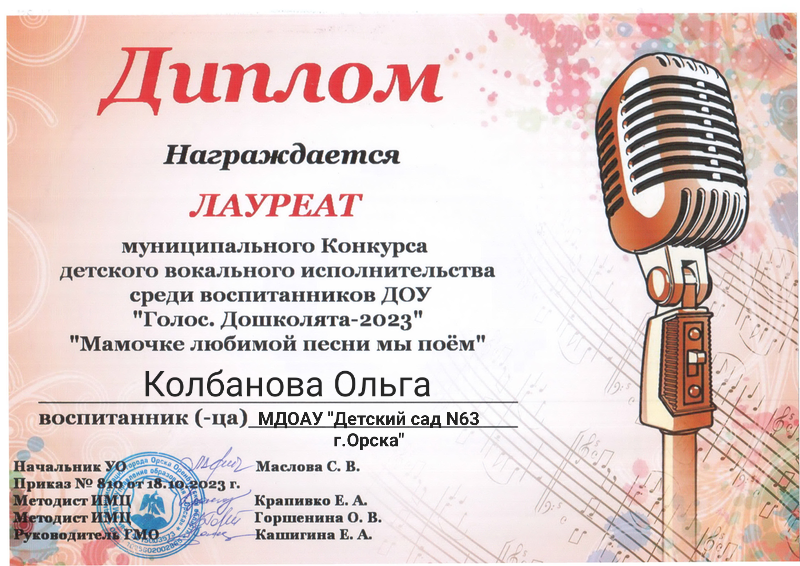 Диплом
Награждается
ЛАУРЕАТ
муниципального Конкурса
детского вокального исполнительства
среди воспитанников ДОУ
"Голос. Дошколята-2023"
"Мамочке любимой песни мы поём"
Колбанова Ольга
воспитанник (-ца) МДОАУ "Детский сад N63
г.Орска"
Начальник УО Маслова С. В.
Приказ № 810 от 18.10.2023 г.
Методист ИМЦ Крапивко Е. А.
Методист ИМЦ Горшенина О. В.
Руководитель ГМО Кашигина Е. А.